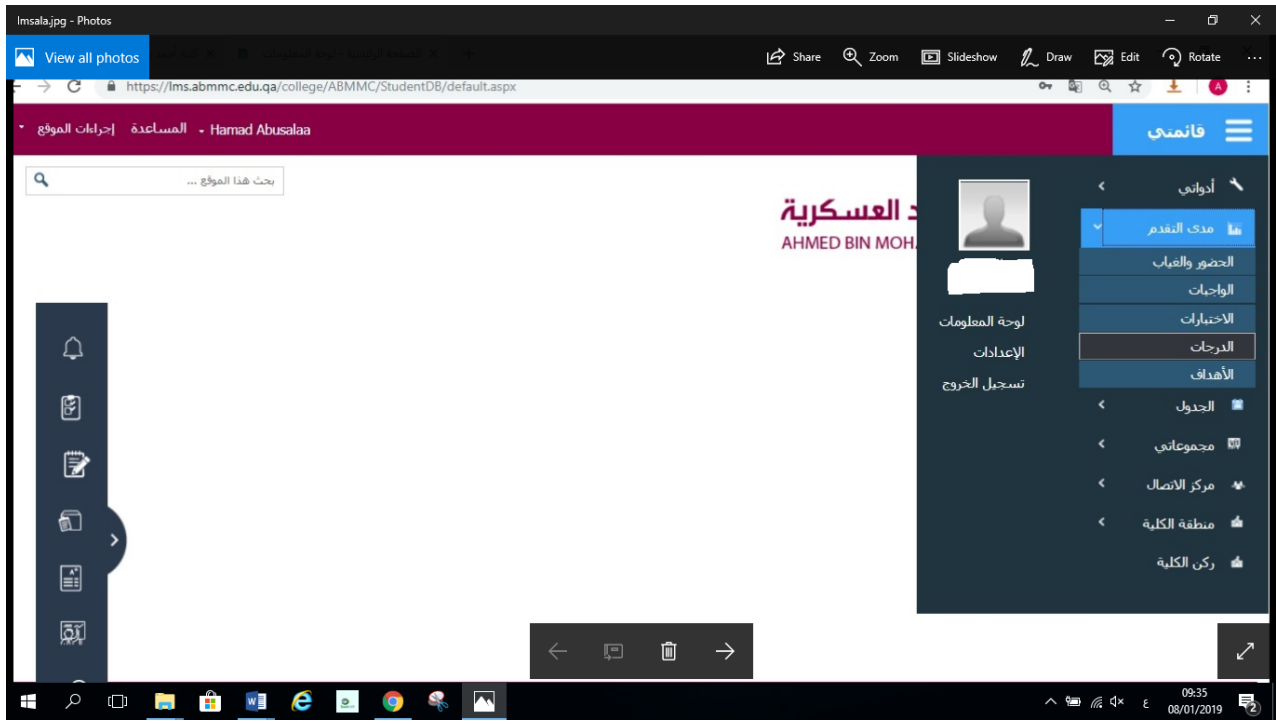 lmsala.jpg - Photos
View all photos
Share Zoom Slideshow Draw Edit Rotate
https://lms.abmmc.edu.qa/college/ABMMC/StudentDB/default.aspx
A
قائمتي
Hamad Abusalaa المساعدة إجراءات الموقع
بحث هذا الموقع ...
د العسكرية
AHMED BIN MOH
أدواتي
مدى التقدم
الحضور والغياب
الواجبات
الاختبارات
الدرجات
الأهداف
الجدول
مجموعاتي
مركز الاتصال
منطقة الكلية
ركن الكلية
لوحة المعلومات
الإعدادات
تسجيل الخروج
ع
09:35
08/01/2019
2